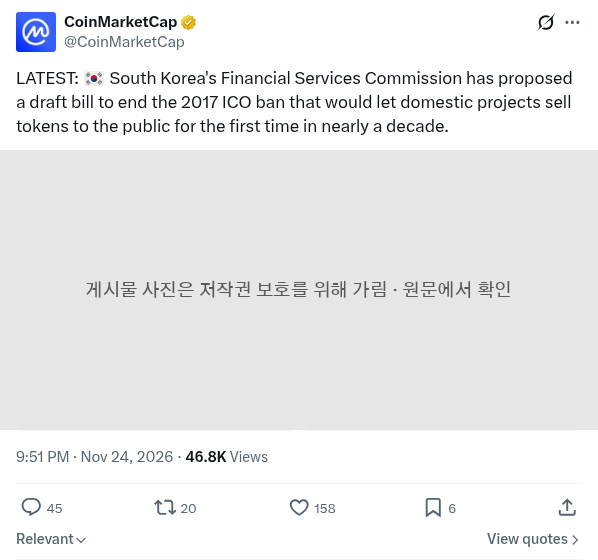 CoinMarketCap
@CoinMarketCap
LATEST: 🇰🇷 South Korea's Financial Services Commission has proposed
a draft bill to end the 2017 ICO ban that would let domestic projects sell
tokens to the public for the first time in nearly a decade.
게시물 사진은 저작권 보호를 위해 가림 · 원문에서 확인
9:51 PM · Nov 24, 2026 · 46.8K Views
45 20 158 6
Relevant View quotes